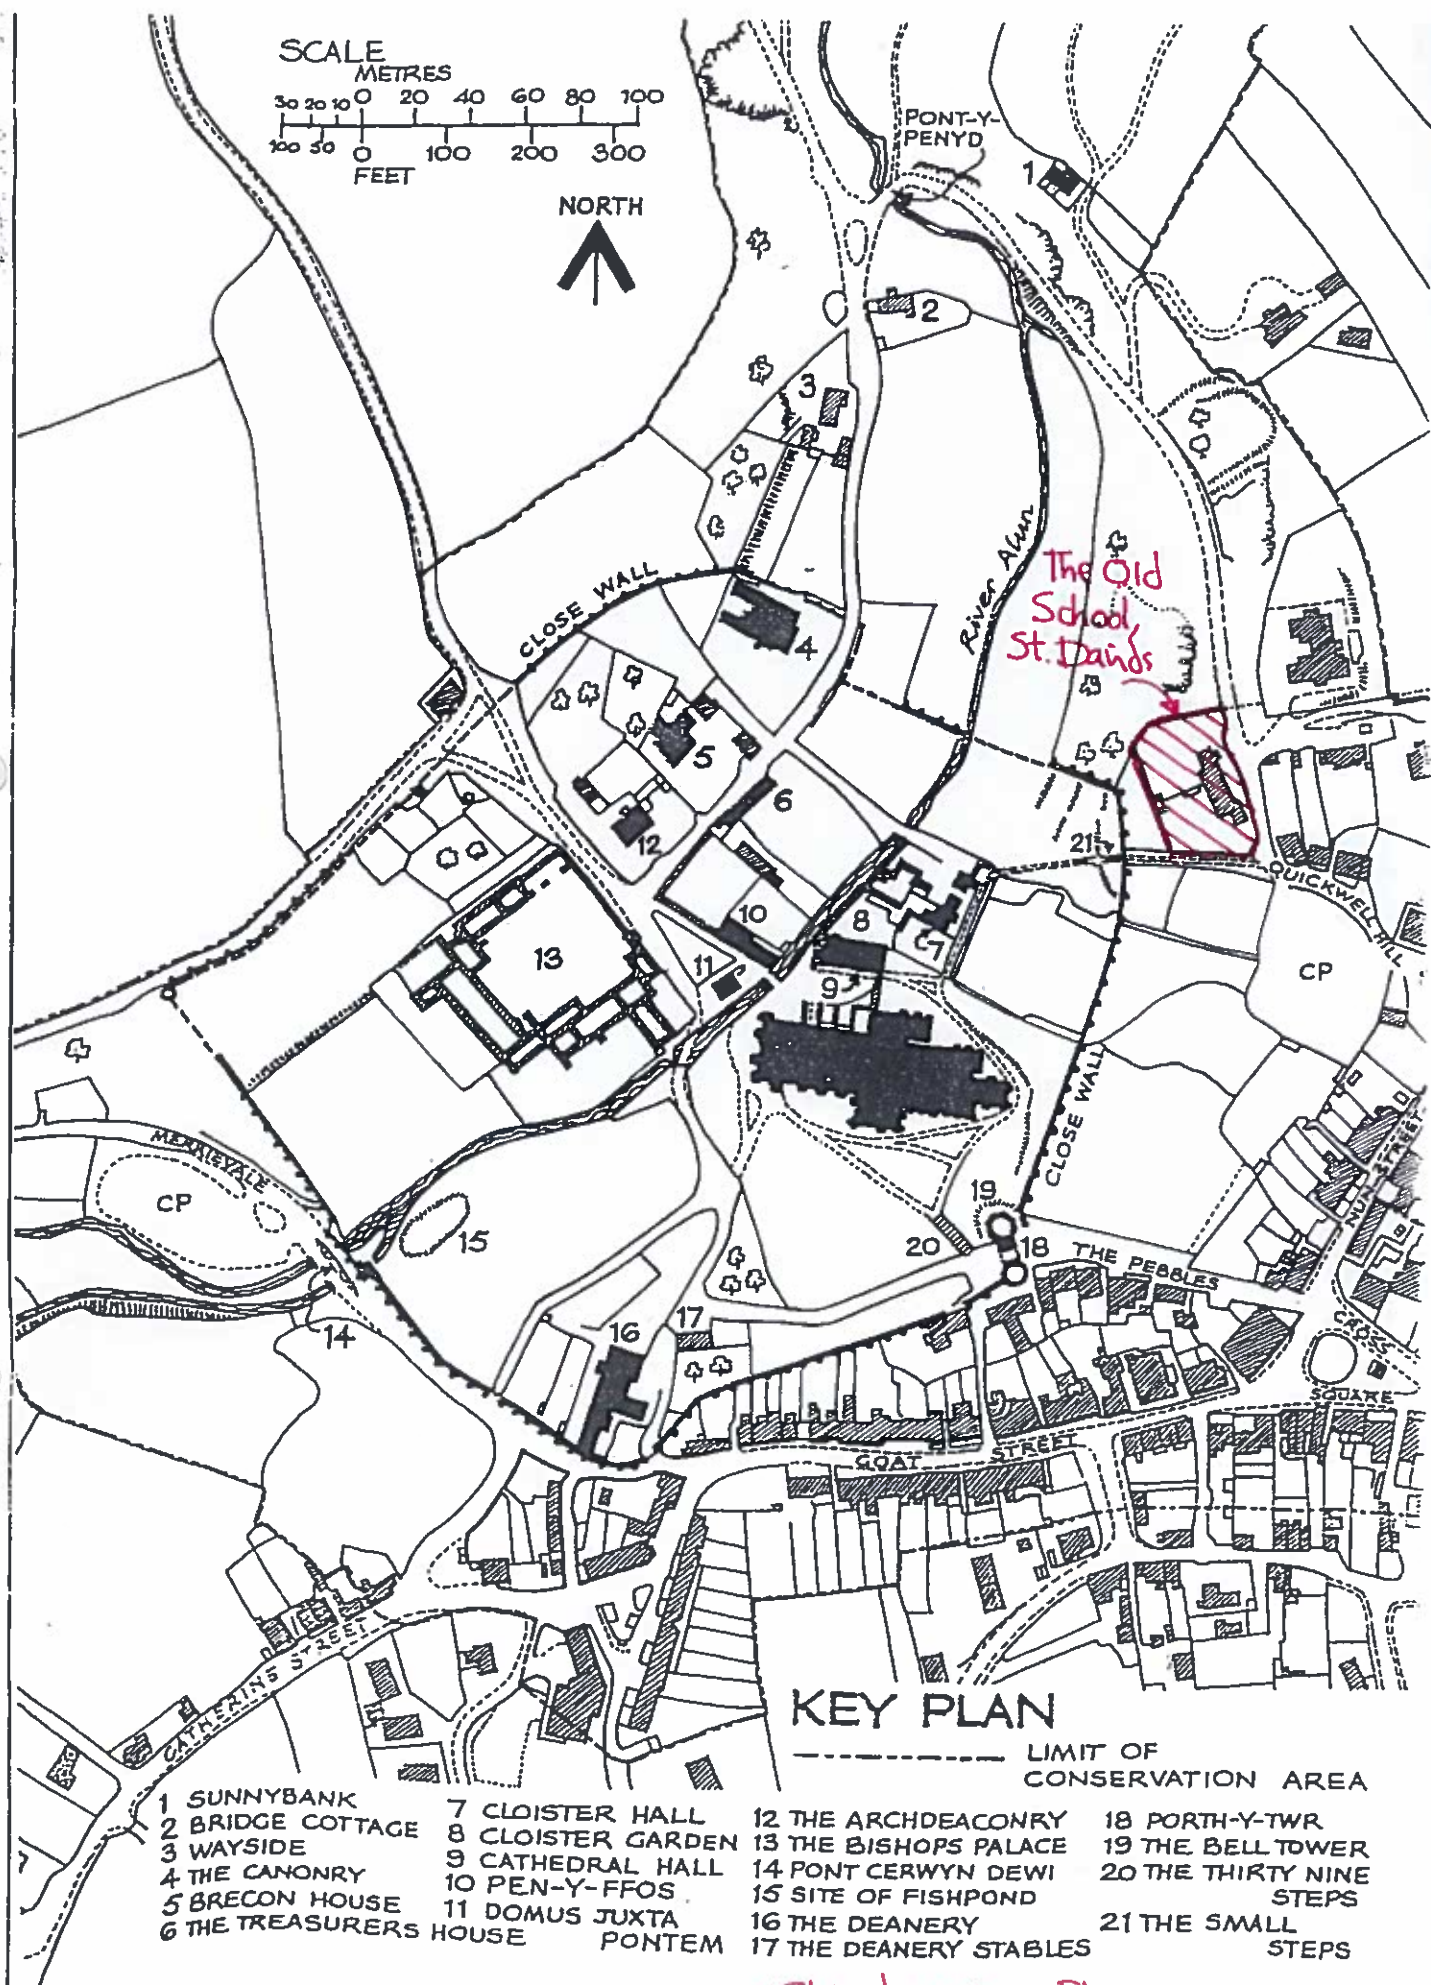 SCALE
METRES
30 20 10 0 20 40 60 80 100
100 50 0 100 200 300
FEET
NORTH
PONT-Y-
PENYD
1
2
3
CLOSE WALL
River Alun
The Old
School,
St. Davids
4
5
6
12
21
QUICKWELL HILL
10
8
7
13
11
9
CP
CLOSE WALL
MERRIVALE
CP
15
19
20
18
THE PEBBLES
NUN STREET
14
16
17
CROSS
SQUARE
GOAT STREET
CATHERINE STREET
KEY PLAN
LIMIT OF
CONSERVATION AREA
1 SUNNYBANK
2 BRIDGE COTTAGE
3 WAYSIDE
4 THE CANONRY
5 BRECON HOUSE
6 THE TREASURERS HOUSE
7 CLOISTER HALL
8 CLOISTER GARDEN
9 CATHEDRAL HALL
10 PEN-Y-FFOS
11 DOMUS JUXTA
PONTEM
12 THE ARCHDEACONRY
13 THE BISHOPS PALACE
14 PONT CERWYN DEWI
15 SITE OF FISHPOND
16 THE DEANERY
17 THE DEANERY STABLES
18 PORTH-Y-TWR
19 THE BELL TOWER
20 THE THIRTY NINE
STEPS
21 THE SMALL
STEPS